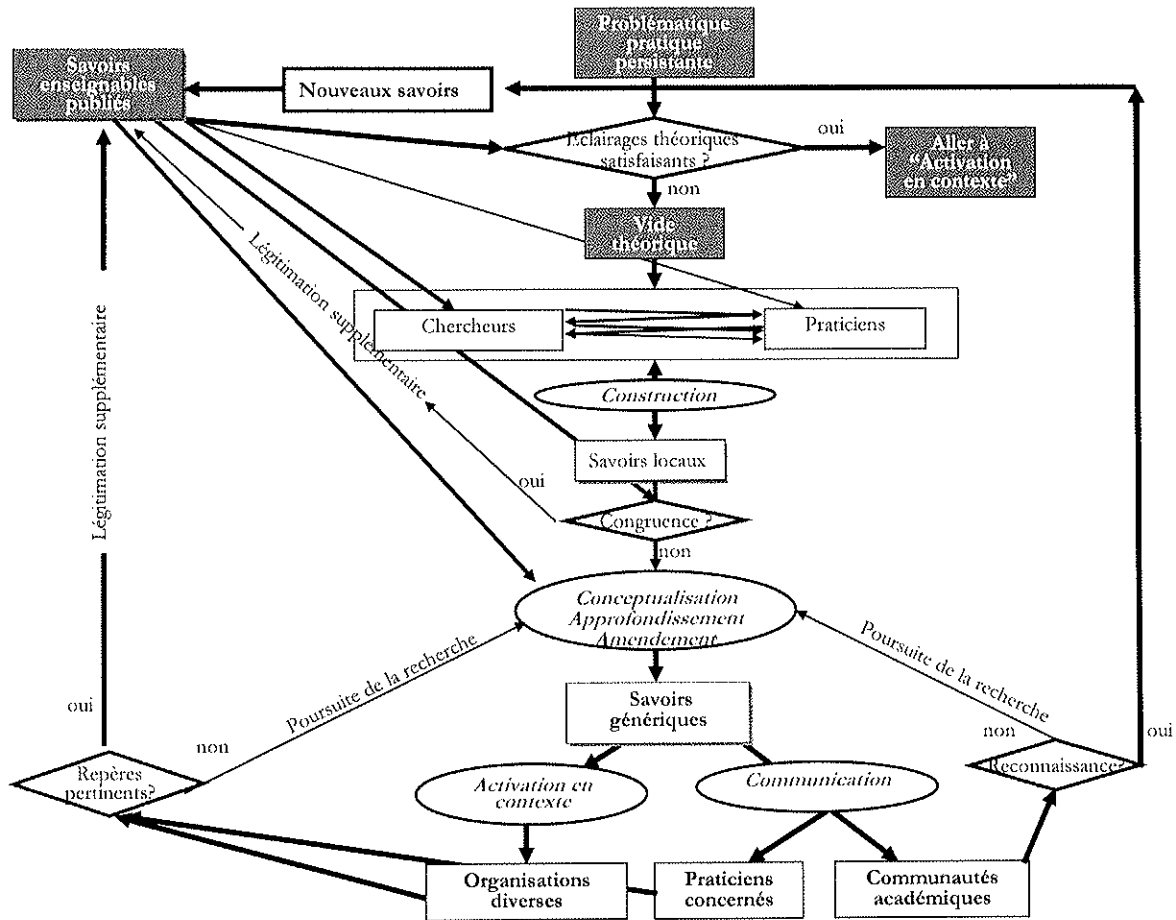 Problématique
pratique
persistante
Savoirs
enseignables
publiés
Nouveaux savoirs
Eclairages théoriques
satisfaisants ?
oui
Aller à
“Activation
en contexte”
non
Vide
théorique
Légitimation supplémentaire
Légitimation supplémentaire
Chercheurs
Praticiens
Construction
Savoirs locaux
oui
Congruence ?
non
Conceptualisation
Approfondissement
Amendement
Poursuite de la recherche
Poursuite de la recherche
Savoirs
génériques
oui
non
non
oui
Repères
pertinents?
Reconnaissance?
Activation en
contexte
Communication
Organisations
diverses
Praticiens
concernés
Communautés
académiques